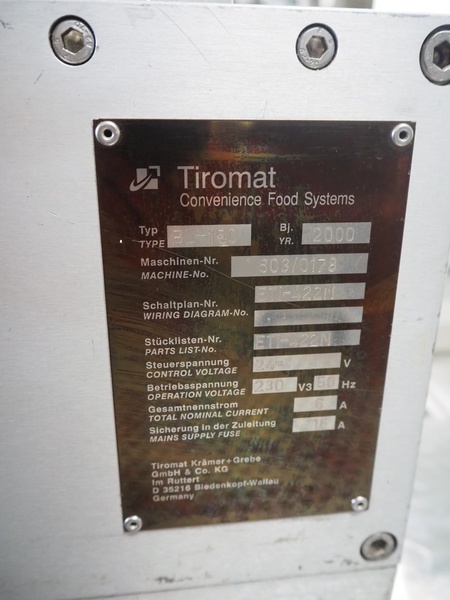 Tiromat
Convenience Food Systems
Typ Bj.
TYPE YR. 2000
Maschinen-Nr. 303/0178
MACHINE-No.
Schaltplan-Nr.
WIRING DIAGRAM-No.
Stücklisten-Nr.
PARTS LIST-No.
Steuerspannung V
CONTROL VOLTAGE
Betriebsspannung 230 V3 50 Hz
OPERATION VOLTAGE
Gesamtnennstrom 6 A
TOTAL NOMINAL CURRENT
Sicherung in der Zuleitung 16 A
MAINS SUPPLY FUSE
Tiromat Krämer+Grebe
GmbH & Co. KG
Im Ruttert
D 35216 Biedenkopf-Wallau
Germany